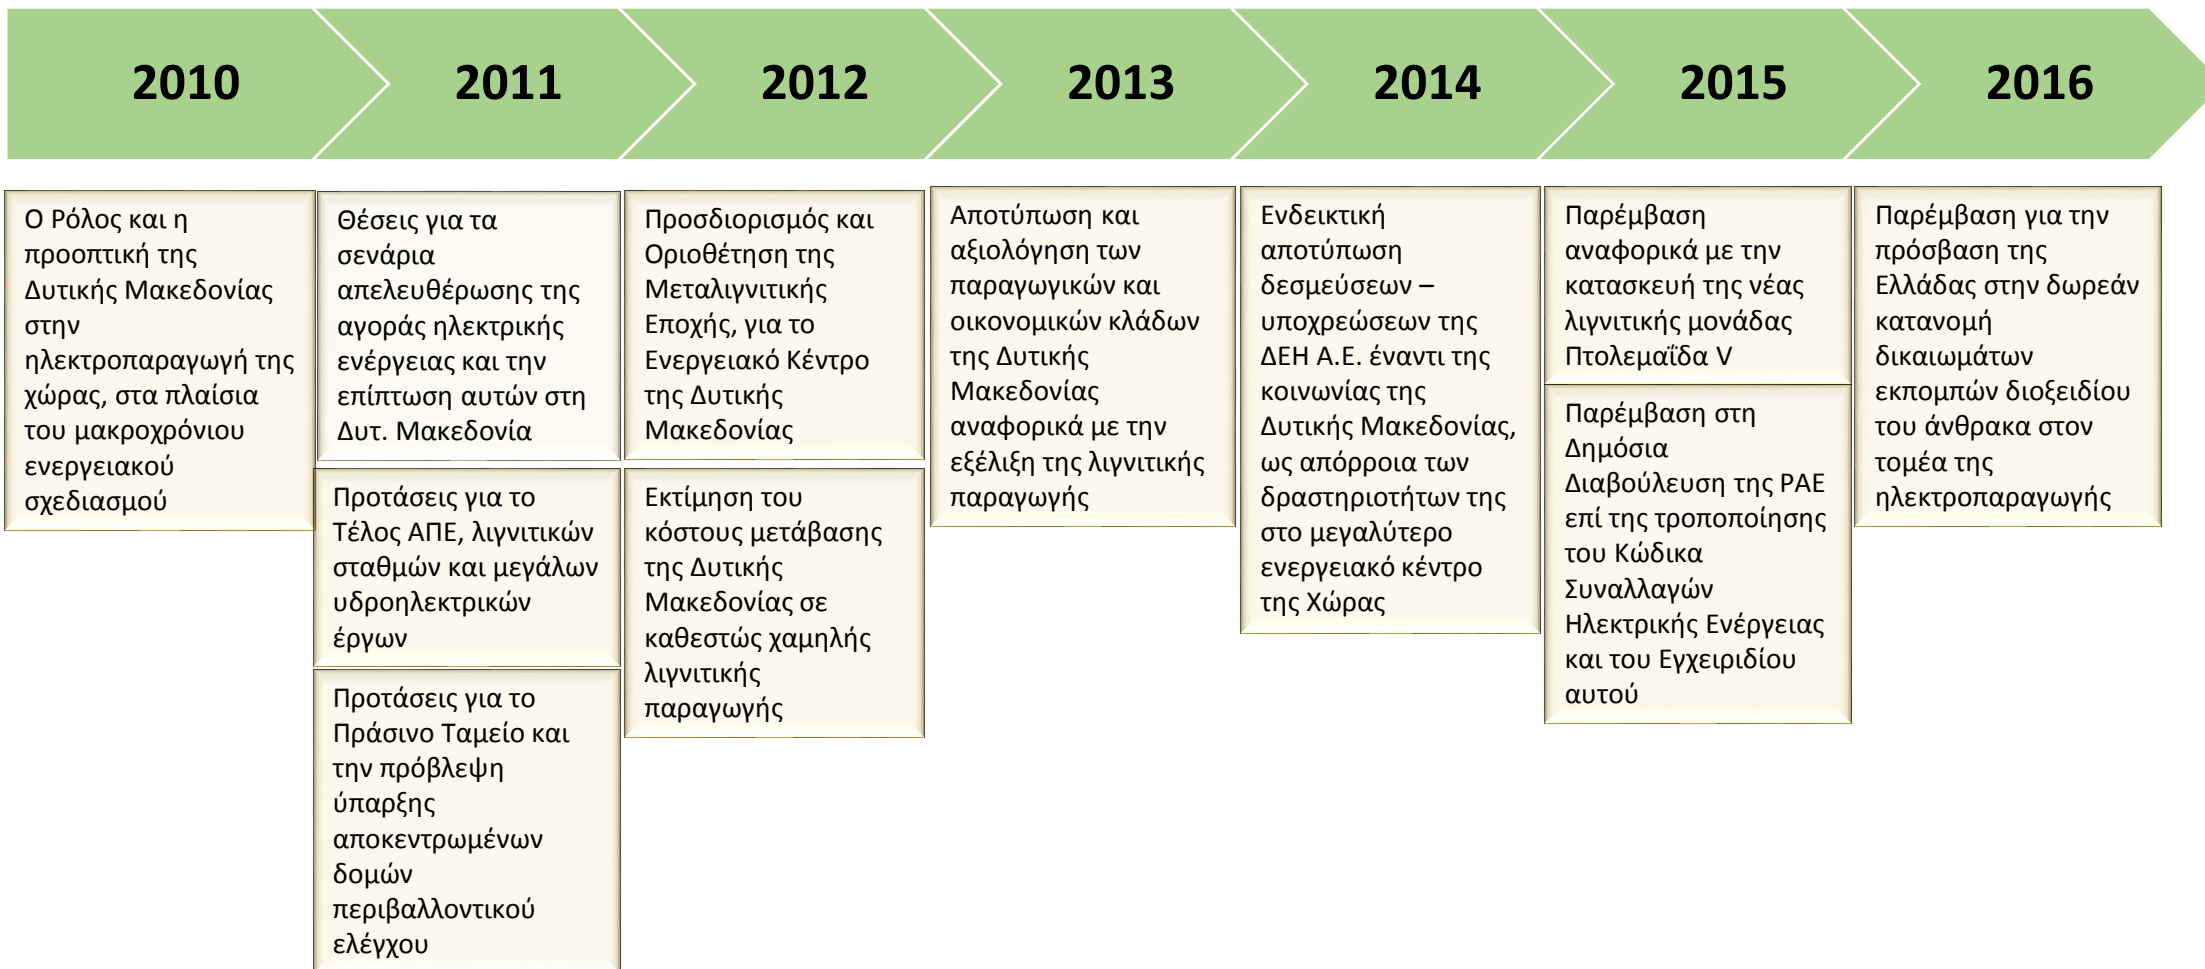 2010
2011
2012
2013
2014
2015
2016
Ο Ρόλος και η
προοπτική της
Δυτικής Μακεδονίας
στην
ηλεκτροπαραγωγή της
χώρας, στα πλαίσια
του μακροχρόνιου
ενεργειακού
σχεδιασμού
Θέσεις για τα
σενάρια
απελευθέρωσης της
αγοράς ηλεκτρικής
ενέργειας και την
επίπτωση αυτών στη
Δυτ. Μακεδονία
Προτάσεις για το
Τέλος ΑΠΕ, λιγνιτικών
σταθμών και μεγάλων
υδροηλεκτρικών
έργων
Προτάσεις για το
Πράσινο Ταμείο και
την πρόβλεψη
ύπαρξης
αποκεντρωμένων
δομών
περιβαλλοντικού
ελέγχου
Προσδιορισμός και
Οριοθέτηση της
Μεταλιγνιτικής
Εποχής, για το
Ενεργειακό Κέντρο
της Δυτικής
Μακεδονίας
Εκτίμηση του
κόστους μετάβασης
της Δυτικής
Μακεδονίας σε
καθεστώς χαμηλής
λιγνιτικής
παραγωγής
Αποτύπωση και
αξιολόγηση των
παραγωγικών και
οικονομικών κλάδων
της Δυτικής
Μακεδονίας
αναφορικά με την
εξέλιξη της λιγνιτικής
παραγωγής
Ενδεικτική
αποτύπωση
δεσμεύσεων –
υποχρεώσεων της
ΔΕΗ Α.Ε. έναντι της
κοινωνίας της
Δυτικής Μακεδονίας,
ως απόρροια των
δραστηριοτήτων της
στο μεγαλύτερο
ενεργειακό κέντρο
της Χώρας
Παρέμβαση
αναφορικά με την
κατασκευή της νέας
λιγνιτικής μονάδας
Πτολεμαΐδα V
Παρέμβαση στη
Δημόσια
Διαβούλευση της ΡΑΕ
επί της τροποποίησης
του Κώδικα
Συναλλαγών
Ηλεκτρικής Ενέργειας
και του Εγχειριδίου
αυτού
Παρέμβαση για την
πρόσβαση της
Ελλάδας στην δωρεάν
κατανομή
δικαιωμάτων
εκπομπών διοξειδίου
του άνθρακα στον
τομέα της
ηλεκτροπαραγωγής